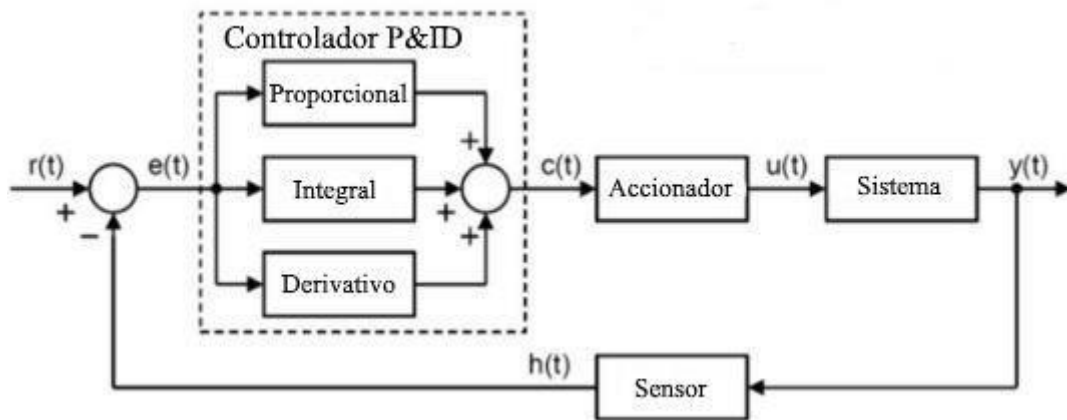 Controlador P&ID
Proporcional
r(t)
e(t)
Integral
c(t)
Accionador
u(t)
Sistema
y(t)
+
−
+
+
+
Derivativo
h(t)
Sensor